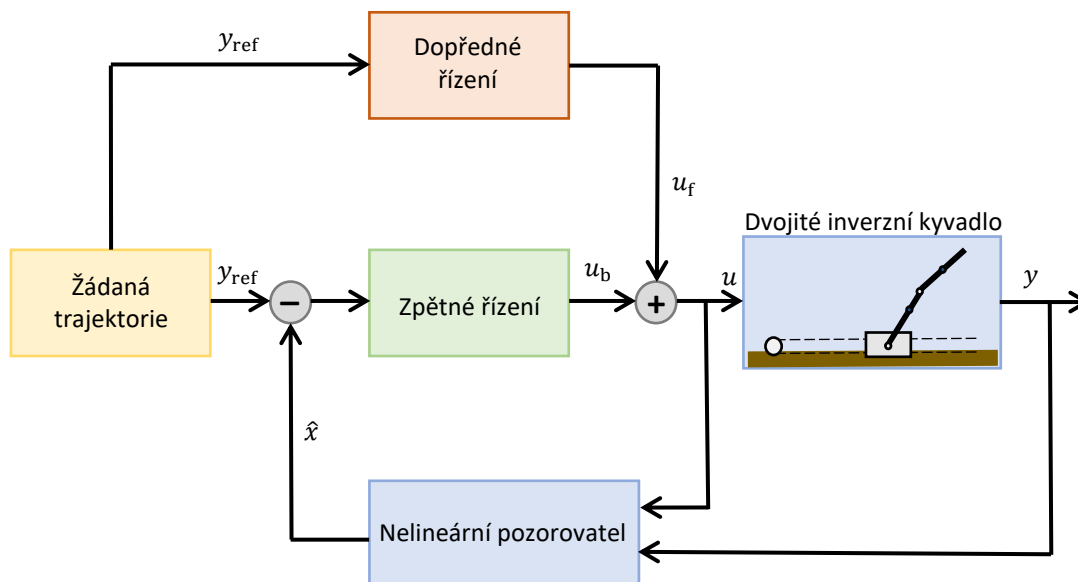 y_ref
Dopředné
řízení
u_f
Dvojité inverzní kyvadlo
Žádaná
trajektorie
y_ref
−
Zpětné řízení
u_b
+
u
y
x̂
Nelineární pozorovatel